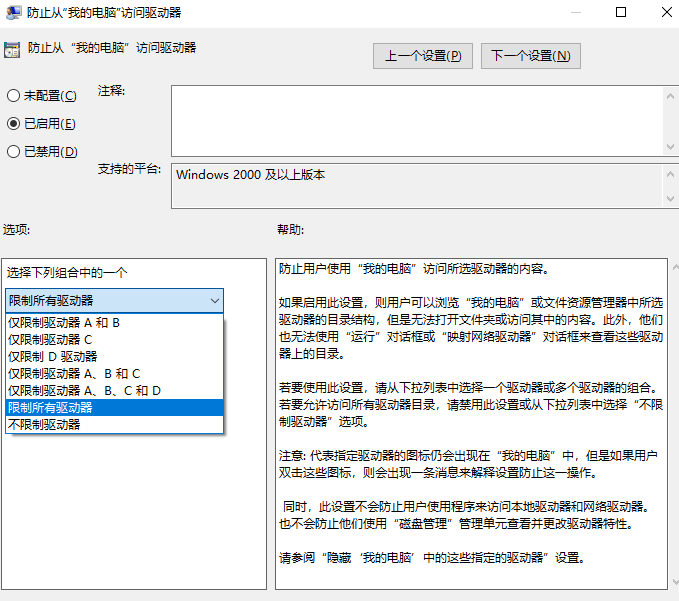 防止从“我的电脑”访问驱动器
防止从“我的电脑”访问驱动器
上一个设置(P)
下一个设置(N)
未配置(C)
已启用(E)
已禁用(D)
注释:
支持的平台:
Windows 2000 及以上版本
选项:
帮助:
选择下列组合中的一个
限制所有驱动器
仅限制驱动器 A 和 B
仅限制驱动器 C
仅限制 D 驱动器
仅限制驱动器 A、B 和 C
仅限制驱动器 A、B、C 和 D
限制所有驱动器
不限制驱动器
防止用户使用“我的电脑”访问所选驱动器的内容。
如果启用此设置，则用户可以浏览“我的电脑”或文件资源管理器中所选
驱动器的目录结构，但是无法打开文件夹或访问其中的内容。此外，他们
也无法使用“运行”对话框或“映射网络驱动器”对话框来查看这些驱动
器上的目录。
若要使用此设置，请从下拉列表中选择一个驱动器或多个驱动器的组合。
若要允许访问所有驱动器目录，请禁用此设置或从下拉列表中选择“不限
制驱动器”选项。
注意: 代表指定驱动器的图标仍会出现在“我的电脑”中，但是如果用户
双击这些图标，则会出现一条消息来解释设置防止这一操作。
同时，此设置不会防止用户使用程序来访问本地驱动器和网络驱动器。
也不会防止他们使用“磁盘管理”管理单元查看并更改驱动器特性。
请参阅“隐藏‘我的电脑’中的这些指定的驱动器”设置。